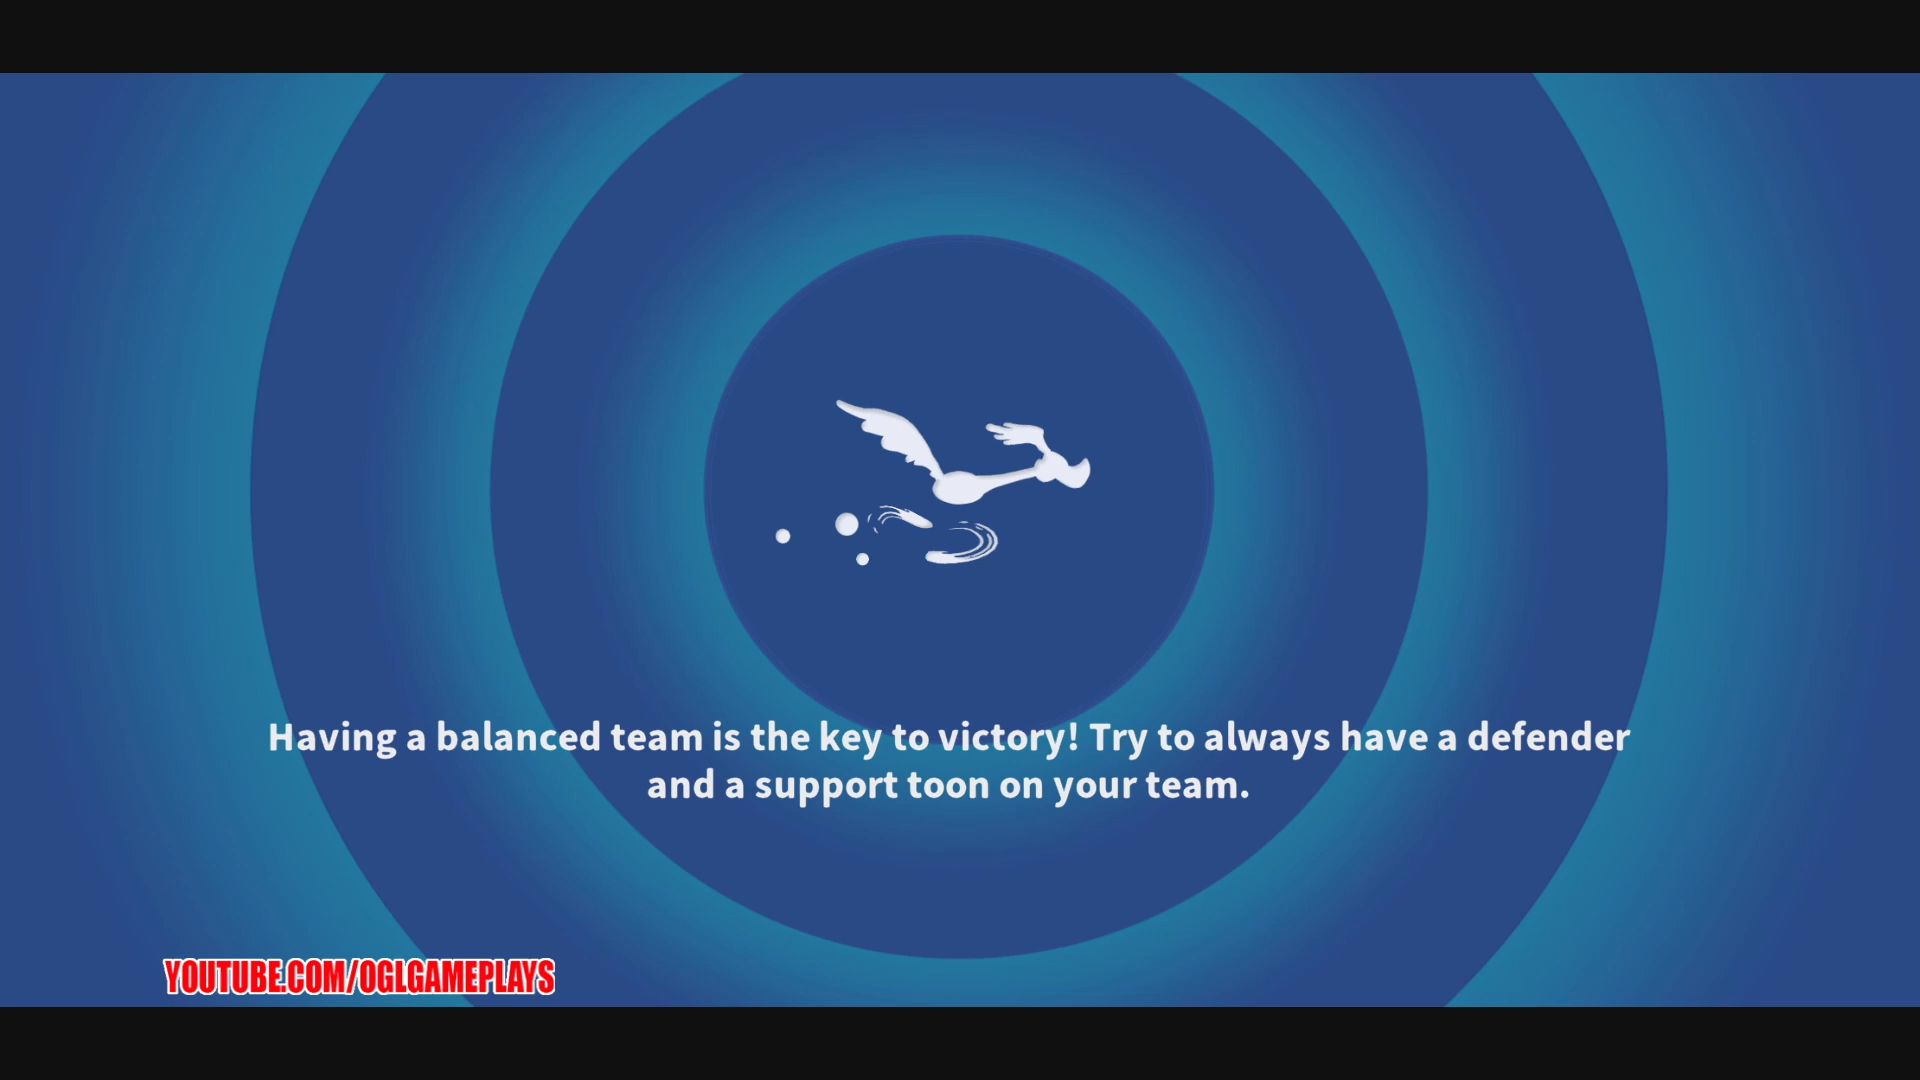 Having a balanced team is the key to victory! Try to always have a defender
and a support toon on your team.
YOUTUBE.COM/OGLGAMEPLAYS